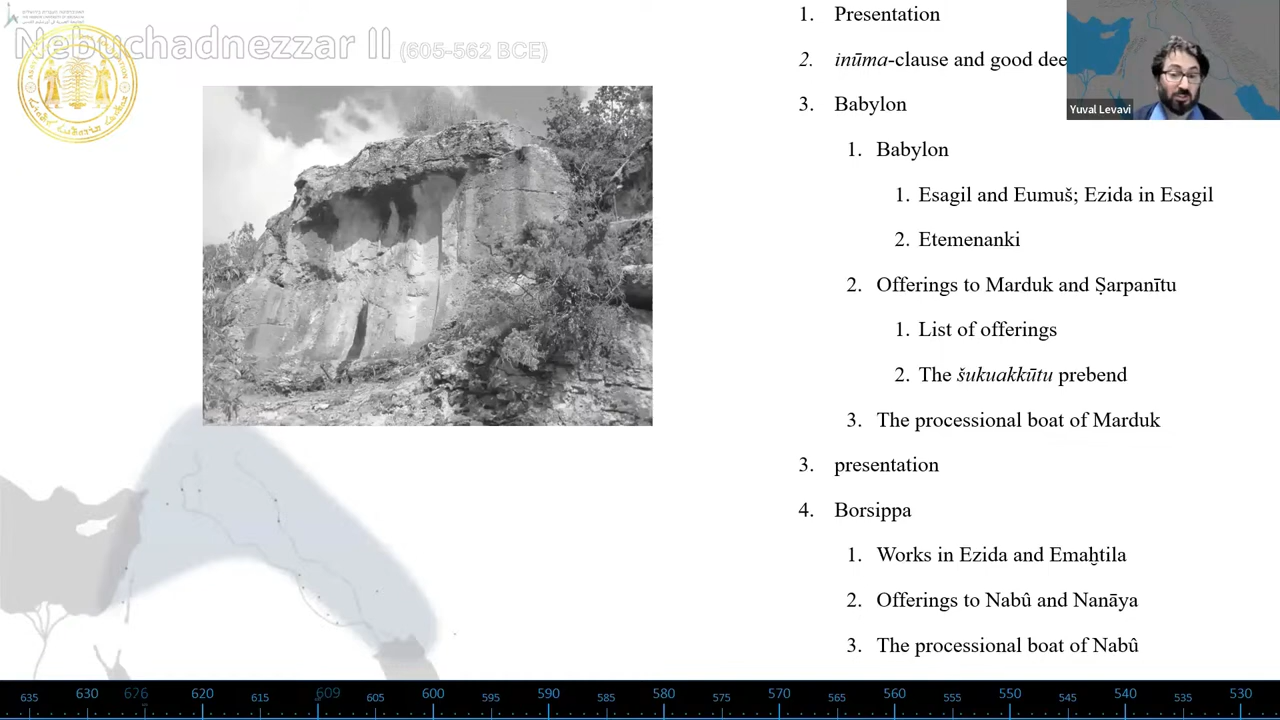 Nebuchadnezzar II (605-562 BCE)
1. Presentation
2. inūma-clause and good dee
3. Babylon
1. Babylon
1. Esagil and Eumuš; Ezida in Esagil
2. Etemenanki
2. Offerings to Marduk and Ṣarpanītu
1. List of offerings
2. The šukuakkūtu prebend
3. The processional boat of Marduk
3. presentation
4. Borsippa
1. Works in Ezida and Emaḫtila
2. Offerings to Nabû and Nanāya
3. The processional boat of Nabû
Yuval Levavi
635 630 626 620 615 609 605 600 595 590 585 580 575 570 565 560 555 550 545 540 535 530